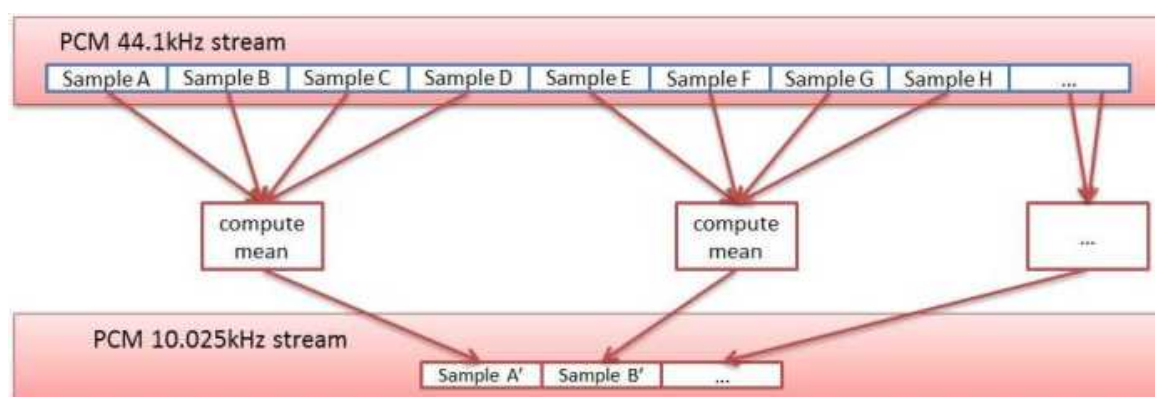 PCM 44.1kHz stream
Sample A Sample B Sample C Sample D Sample E Sample F Sample G Sample H ...
compute mean
compute mean
...
PCM 10.025kHz stream
Sample A' Sample B' ...